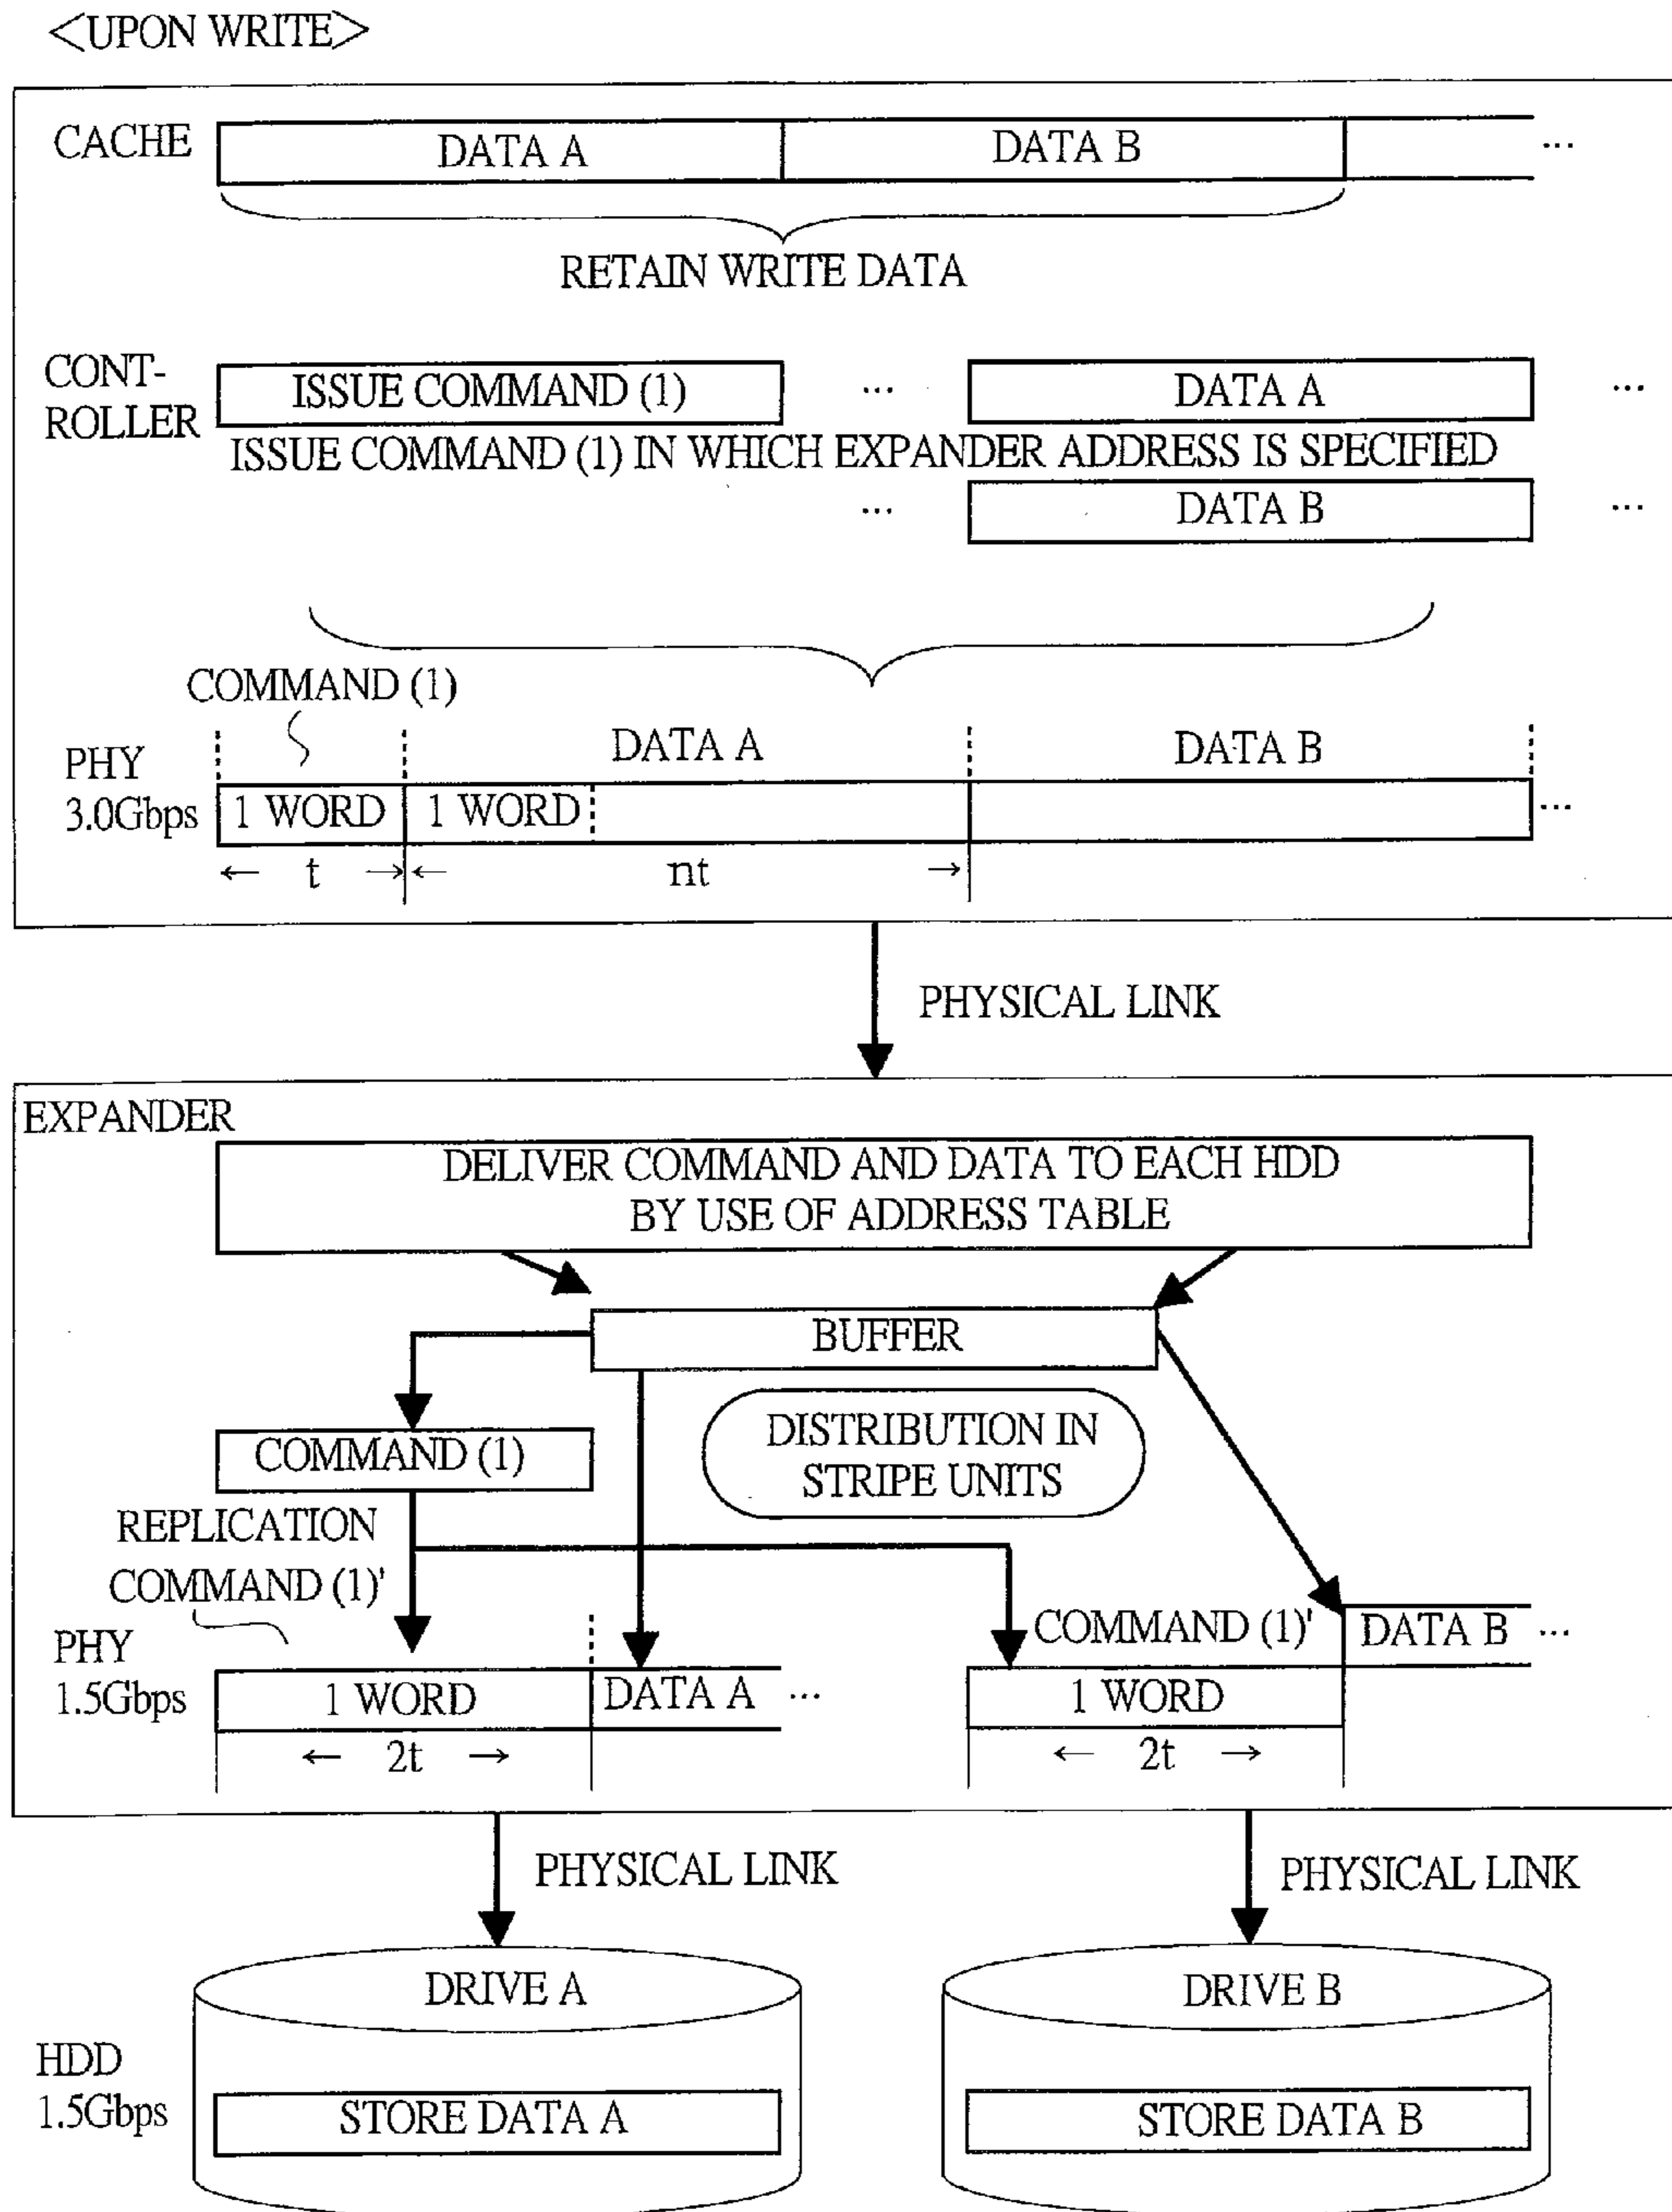 <UPON WRITE>
CACHE
DATA A
DATA B
...
RETAIN WRITE DATA
CONT-
ROLLER
ISSUE COMMAND (1)
...
DATA A
...
ISSUE COMMAND (1) IN WHICH EXPANDER ADDRESS IS SPECIFIED
...
DATA B
...
COMMAND (1)
DATA A
DATA B
PHY
3.0Gbps
1 WORD
1 WORD
...
← t →
← nt →
PHYSICAL LINK
EXPANDER
DELIVER COMMAND AND DATA TO EACH HDD
BY USE OF ADDRESS TABLE
BUFFER
COMMAND (1)
DISTRIBUTION IN
STRIPE UNITS
REPLICATION
COMMAND (1)'
COMMAND (1)'
DATA B ...
PHY
1.5Gbps
1 WORD
DATA A ...
1 WORD
← 2t →
← 2t →
PHYSICAL LINK
PHYSICAL LINK
DRIVE A
DRIVE B
HDD
1.5Gbps
STORE DATA A
STORE DATA B